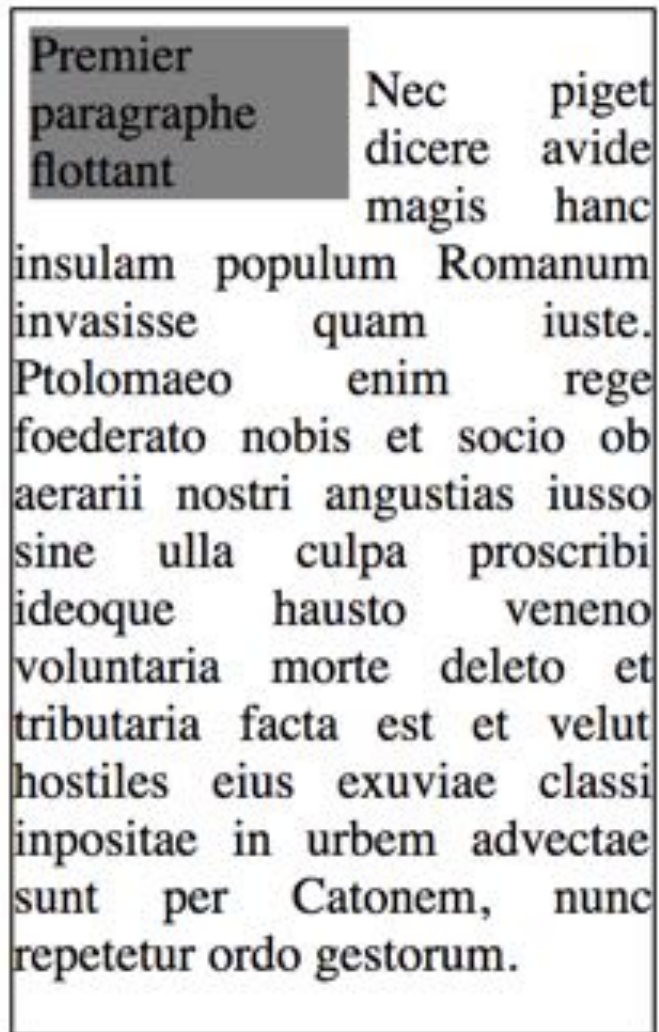 Premier
paragraphe
flottant
Nec piget
dicere avide
magis hanc
insulam populum Romanum
invasisse quam iuste.
Ptolomaeo enim rege
foederato nobis et socio ob
aerarii nostri angustias iusso
sine ulla culpa proscribi
ideoque hausto veneno
voluntaria morte deleto et
tributaria facta est et velut
hostiles eius exuviae classi
inpositae in urbem advectae
sunt per Catonem, nunc
repetetur ordo gestorum.